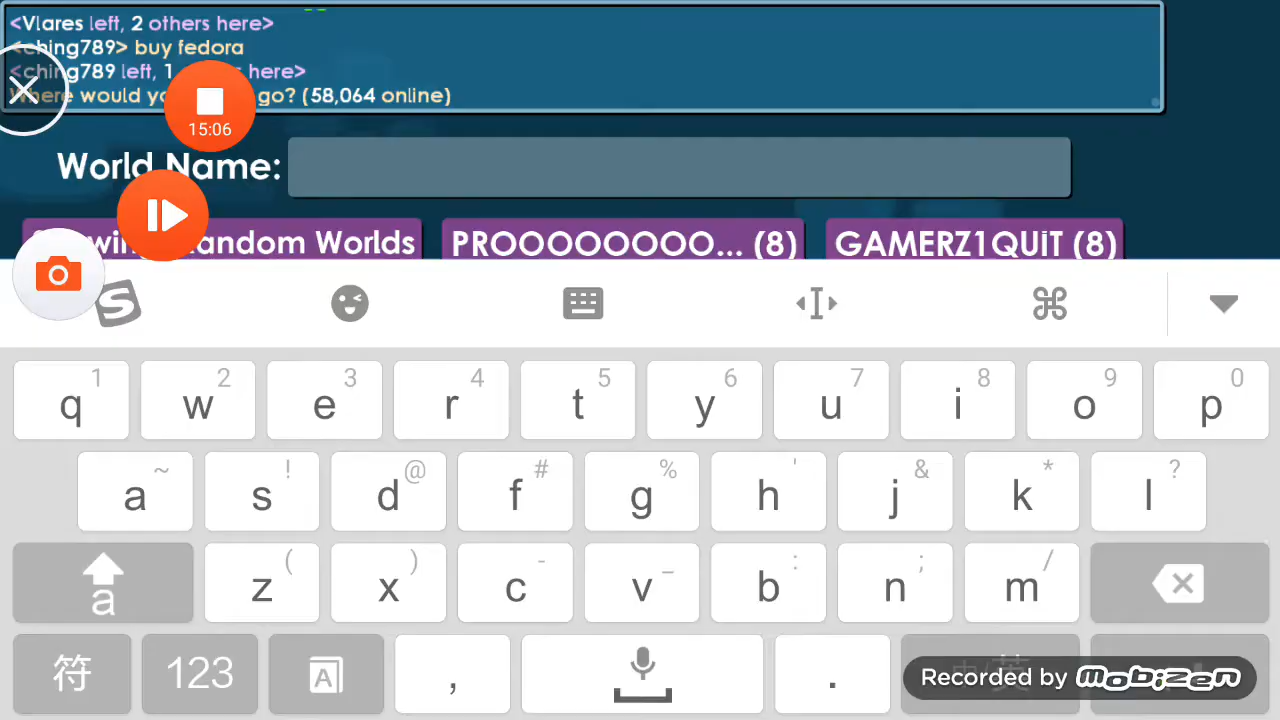 <Vlares left, 2 others here>
<ching789> buy fedora
<ching789 left, 1 here>
Where would go? (58,064 online)
15:06
World Name:
Random Worlds
PROOOOOOOO... (8)
GAMERZ1QUiT (8)
S
q 1 w 2 e 3 r 4 t 5 y 6 u 7 i 8 o 9 p 0
a ~ s ! d @ f # g % h ' j & k * l ?
a z ( x ) c - v _ b : n ; m /
符 123 A , .
Recorded by mobizen